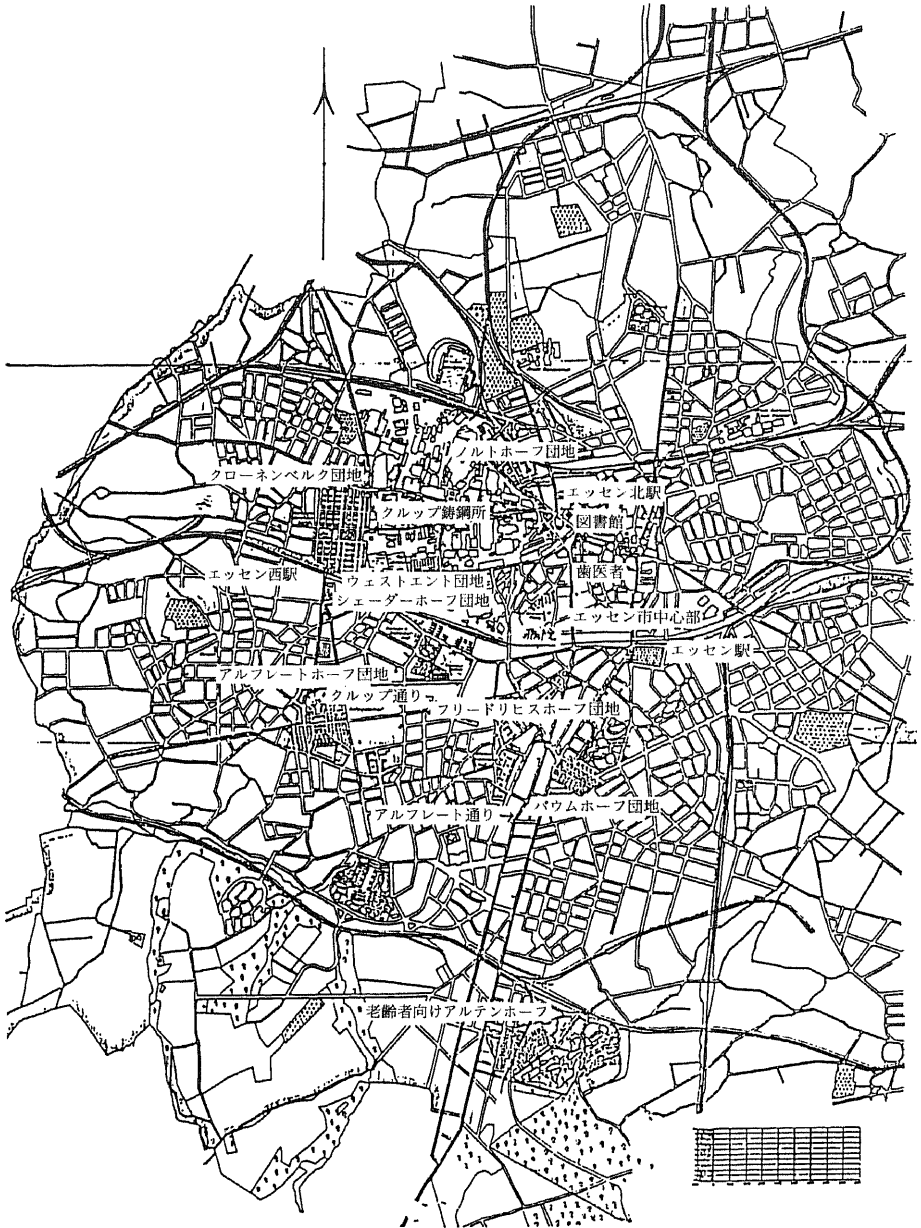 ノルトホーフ団地
クローネンベルク団地
エッセン北駅
クルップ鋳鋼所
図書館
エッセン西駅
歯医者
ウェストエント団地
シェーダーホーフ団地
エッセン市中心部
エッセン駅
アルフレートホーフ団地
クルップ通り
フリードリヒスホーフ団地
アルフレート通り
バウムホーフ団地
老齢者向けアルテンホーフ